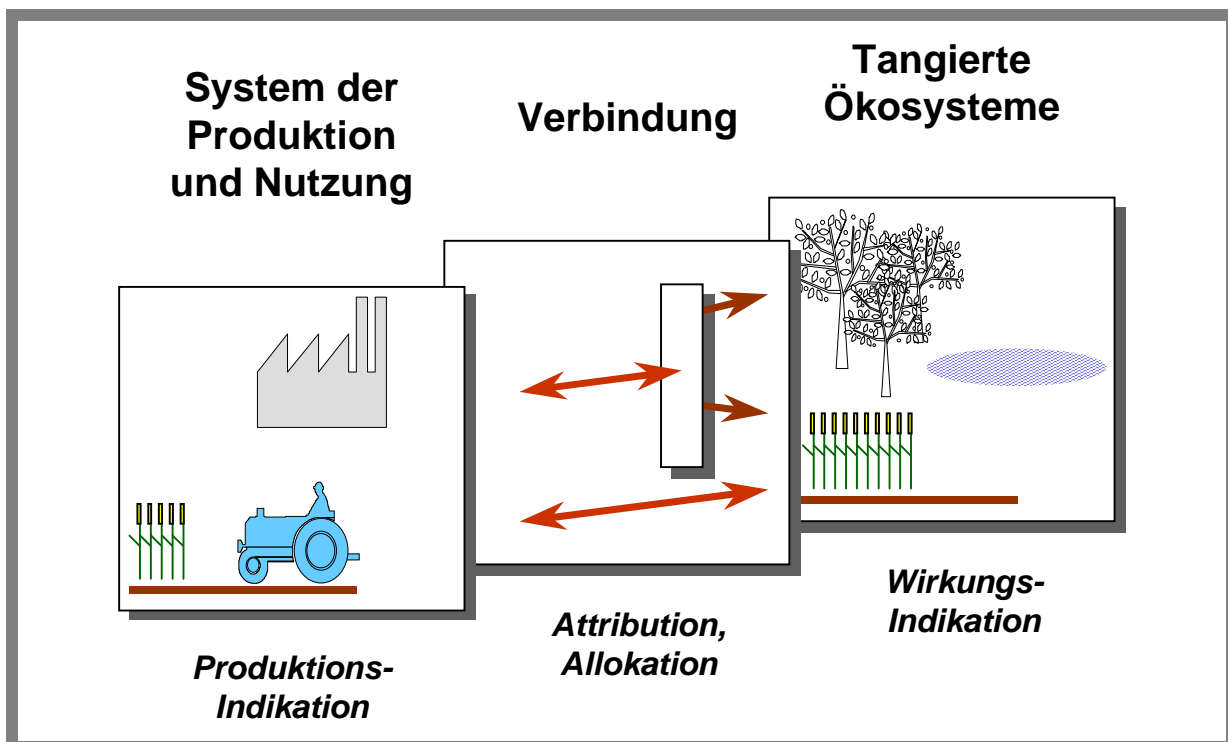 System der
Produktion
und Nutzung
Verbindung
Tangierte
Ökosysteme
Produktions-
Indikation
Attribution,
Allokation
Wirkungs-
Indikation